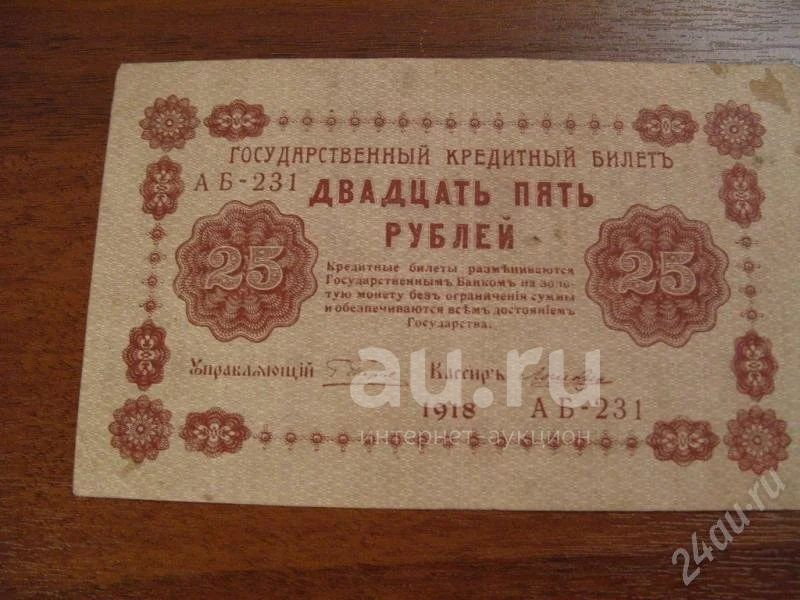 ГОСУДАРСТВЕННЫЙ КРЕДИТНЫЙ БИЛЕТЪ
АБ-231
ДВАДЦАТЬ ПЯТЬ
РУБЛЕЙ
25
25
Кредитные билеты размѣниваются
Государственнымъ Банкомъ на золо-
тую монету безъ ограниченія суммы
и обезпечиваются всѣмъ достояніемъ
Государства.
Управляющій
Кассиръ
1918 АБ-231
au.ru
интернет аукцион
24au.ru